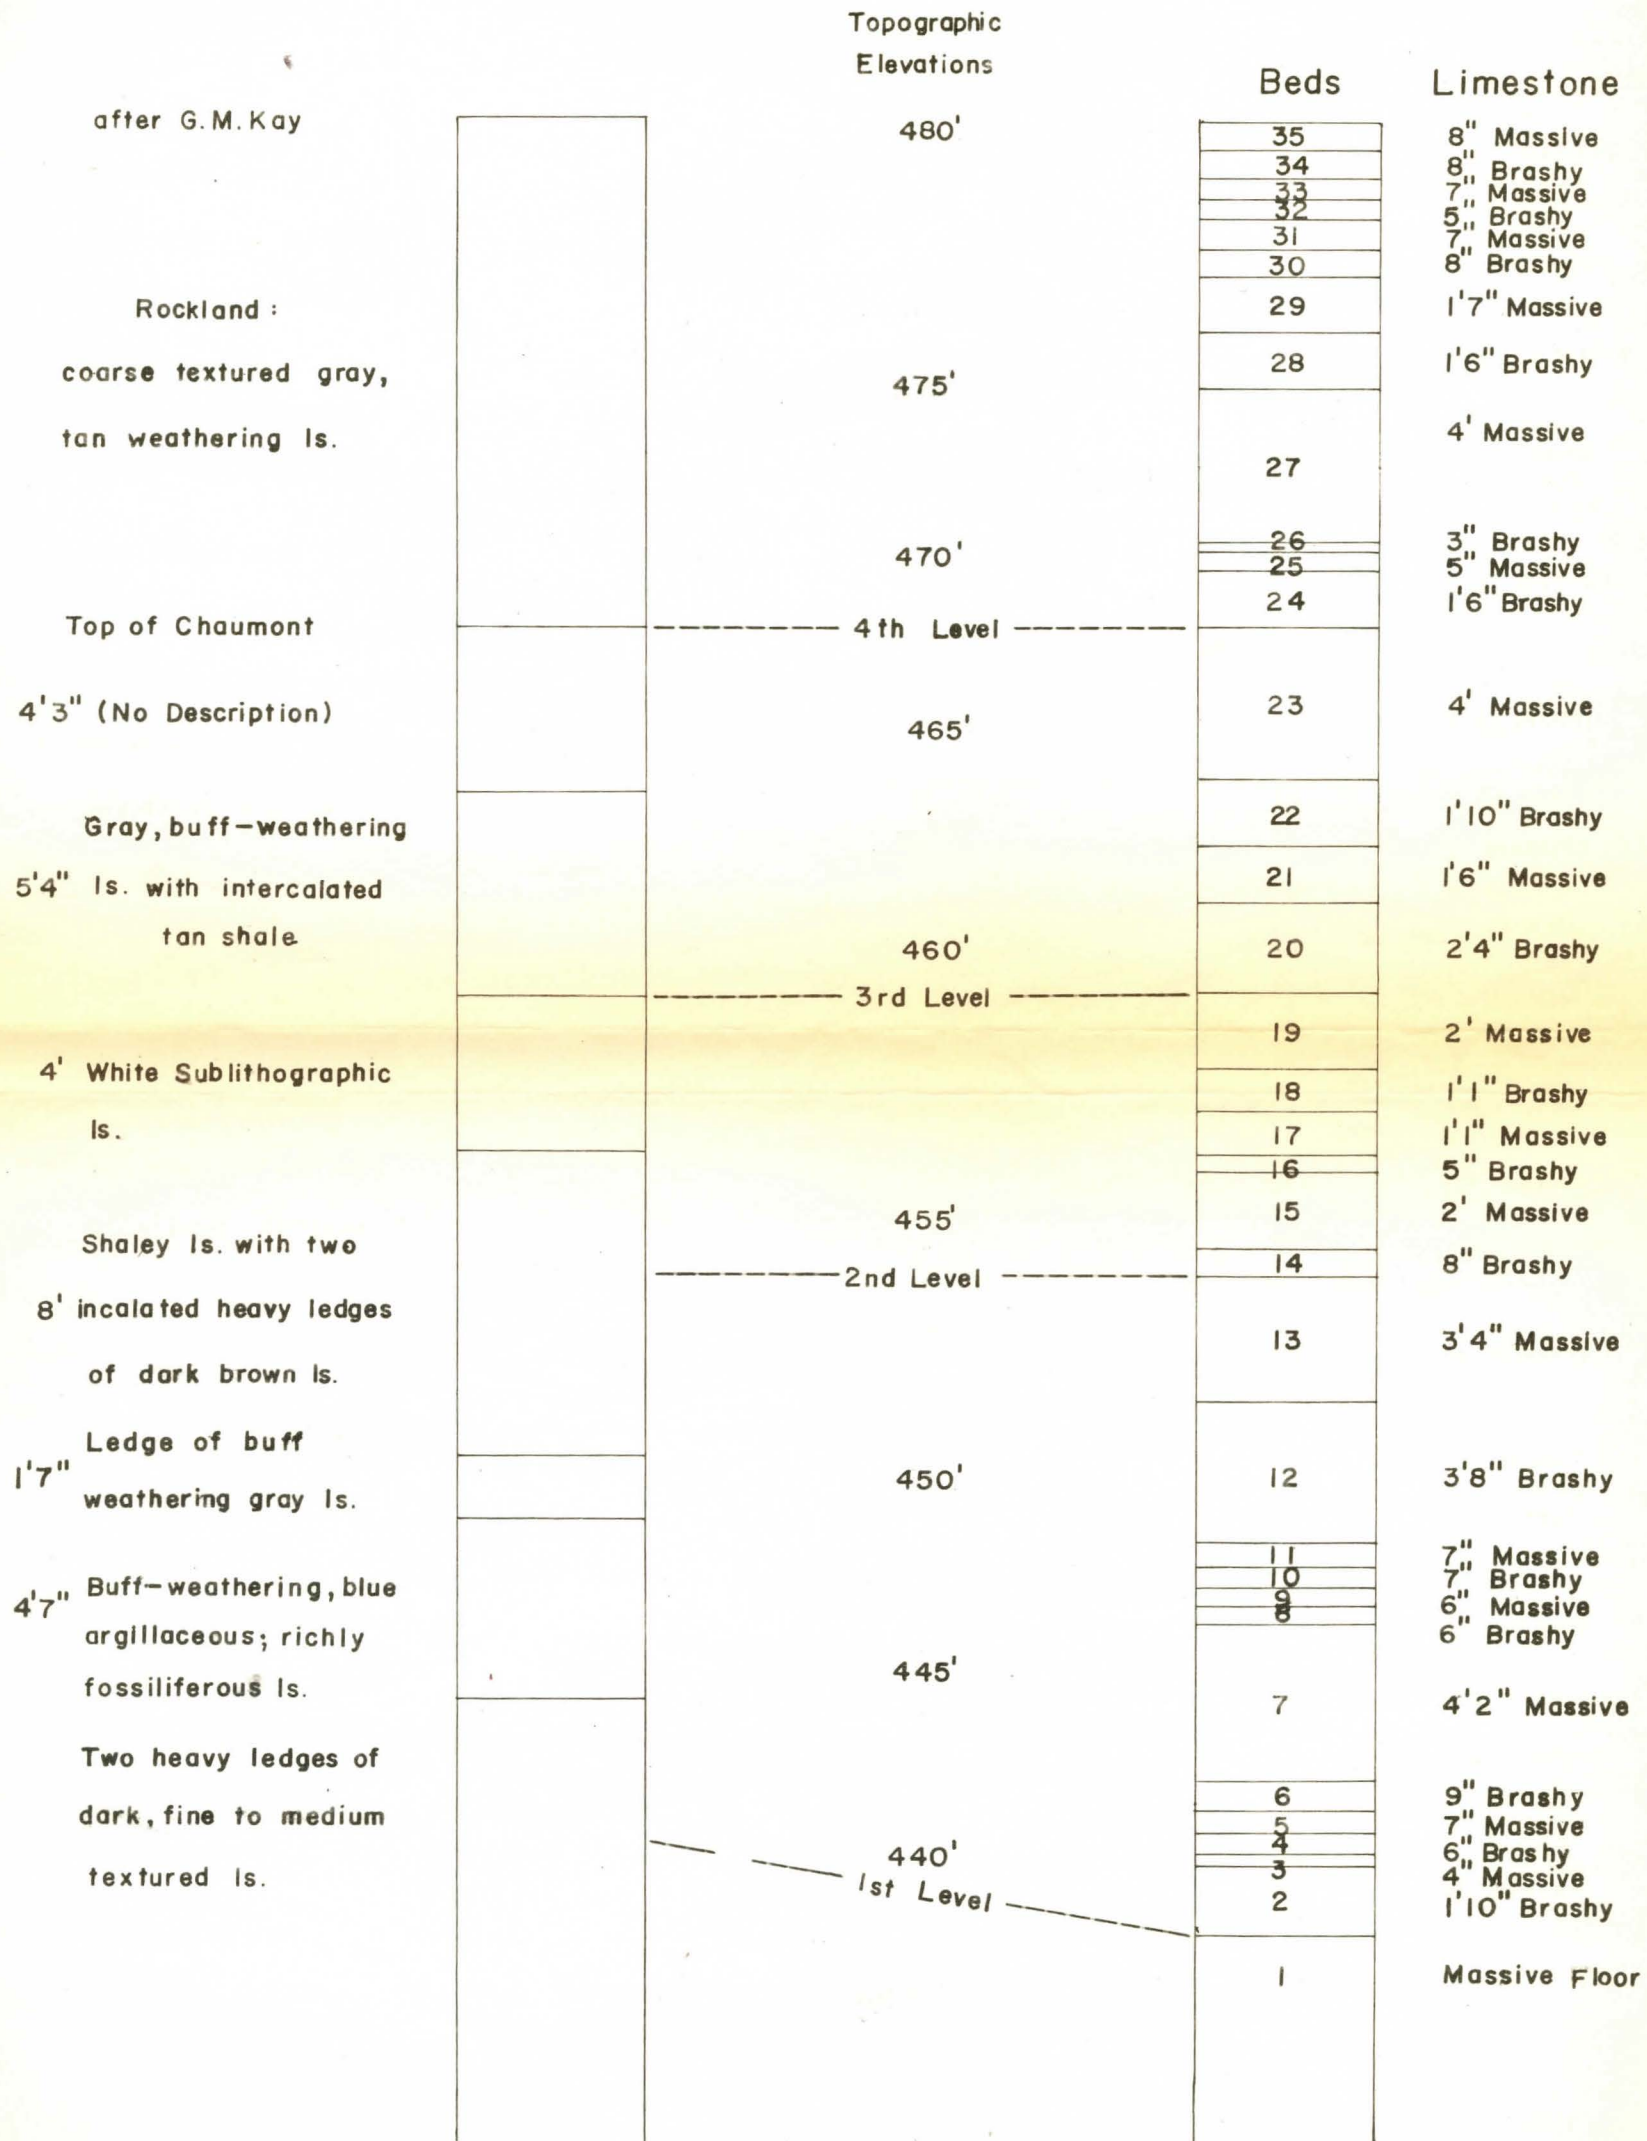 Topographic
Elevations
Beds Limestone
after G.M. Kay
480'
35 8" Massive
34 8" Brashy
33 7" Massive
32 5" Brashy
31 7" Massive
30 8" Brashy
Rockland :
29 1'7" Massive
coarse textured gray,
475'
28 1'6" Brashy
tan weathering ls.
27 4' Massive
470'
26 3" Brashy
25 5" Massive
24 1'6" Brashy
Top of Chaumont
4th Level
4'3" (No Description)
465'
23 4' Massive
Gray, buff-weathering
22 1'10" Brashy
5'4" ls. with intercalated
21 1'6" Massive
tan shale
460'
20 2'4" Brashy
3rd Level
19 2' Massive
4' White Sublithographic
18 1'1" Brashy
ls.
17 1'1" Massive
16 5" Brashy
455'
15 2' Massive
Shaley ls. with two
14 8" Brashy
2nd Level
8' incalated heavy ledges
13 3'4" Massive
of dark brown ls.
Ledge of buff
1'7"
450'
12 3'8" Brashy
weathering gray ls.
11 7" Massive
10 7" Brashy
4'7" Buff-weathering, blue
9 6" Massive
8 6" Brashy
argillaceous; richly
445'
fossiliferous ls.
7 4'2" Massive
Two heavy ledges of
6 9" Brashy
dark, fine to medium
5 7" Massive
440'
4 6" Brashy
textured ls.
3 4" Massive
1st Level
2 1'10" Brashy
1 Massive Floor